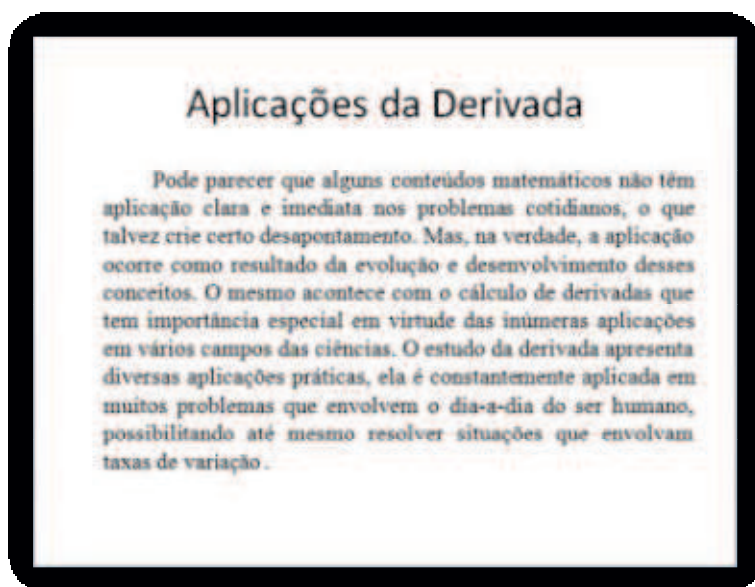 Aplicações da Derivada
Pode parecer que alguns conteúdos matemáticos não têm
aplicação clara e imediata nos problemas cotidianos, o que
talvez crie certo desapontamento. Mas, na verdade, a aplicação
ocorre como resultado da evolução e desenvolvimento desses
conceitos. O mesmo acontece com o cálculo de derivadas que
tem importância especial em virtude das inúmeras aplicações
em vários campos das ciências. O estudo da derivada apresenta
diversas aplicações práticas, ela é constantemente aplicada em
muitos problemas que envolvem o dia-a-dia do ser humano,
possibilitando até mesmo resolver situações que envolvam
taxas de variação.